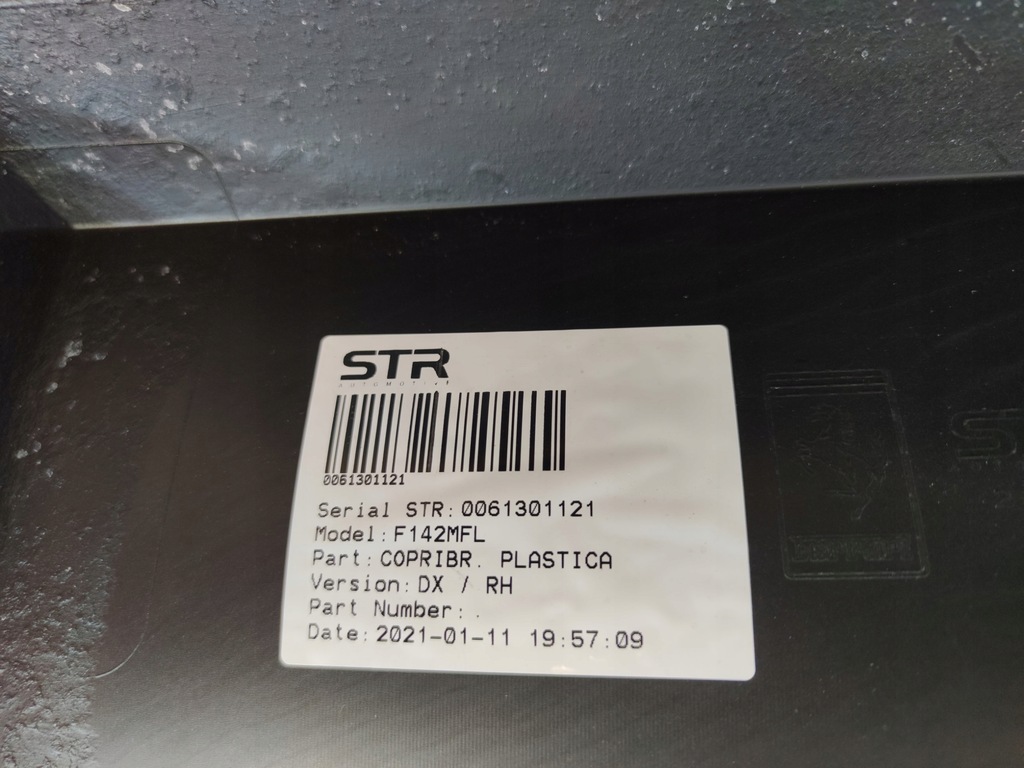 STR
AUTOMOTIVE
0061301121
Serial STR: 0061301121
Model: F142MFL
Part: COPRIBR. PLASTICA
Version: DX / RH
Part Number: .
Date: 2021-01-11 19:57:09